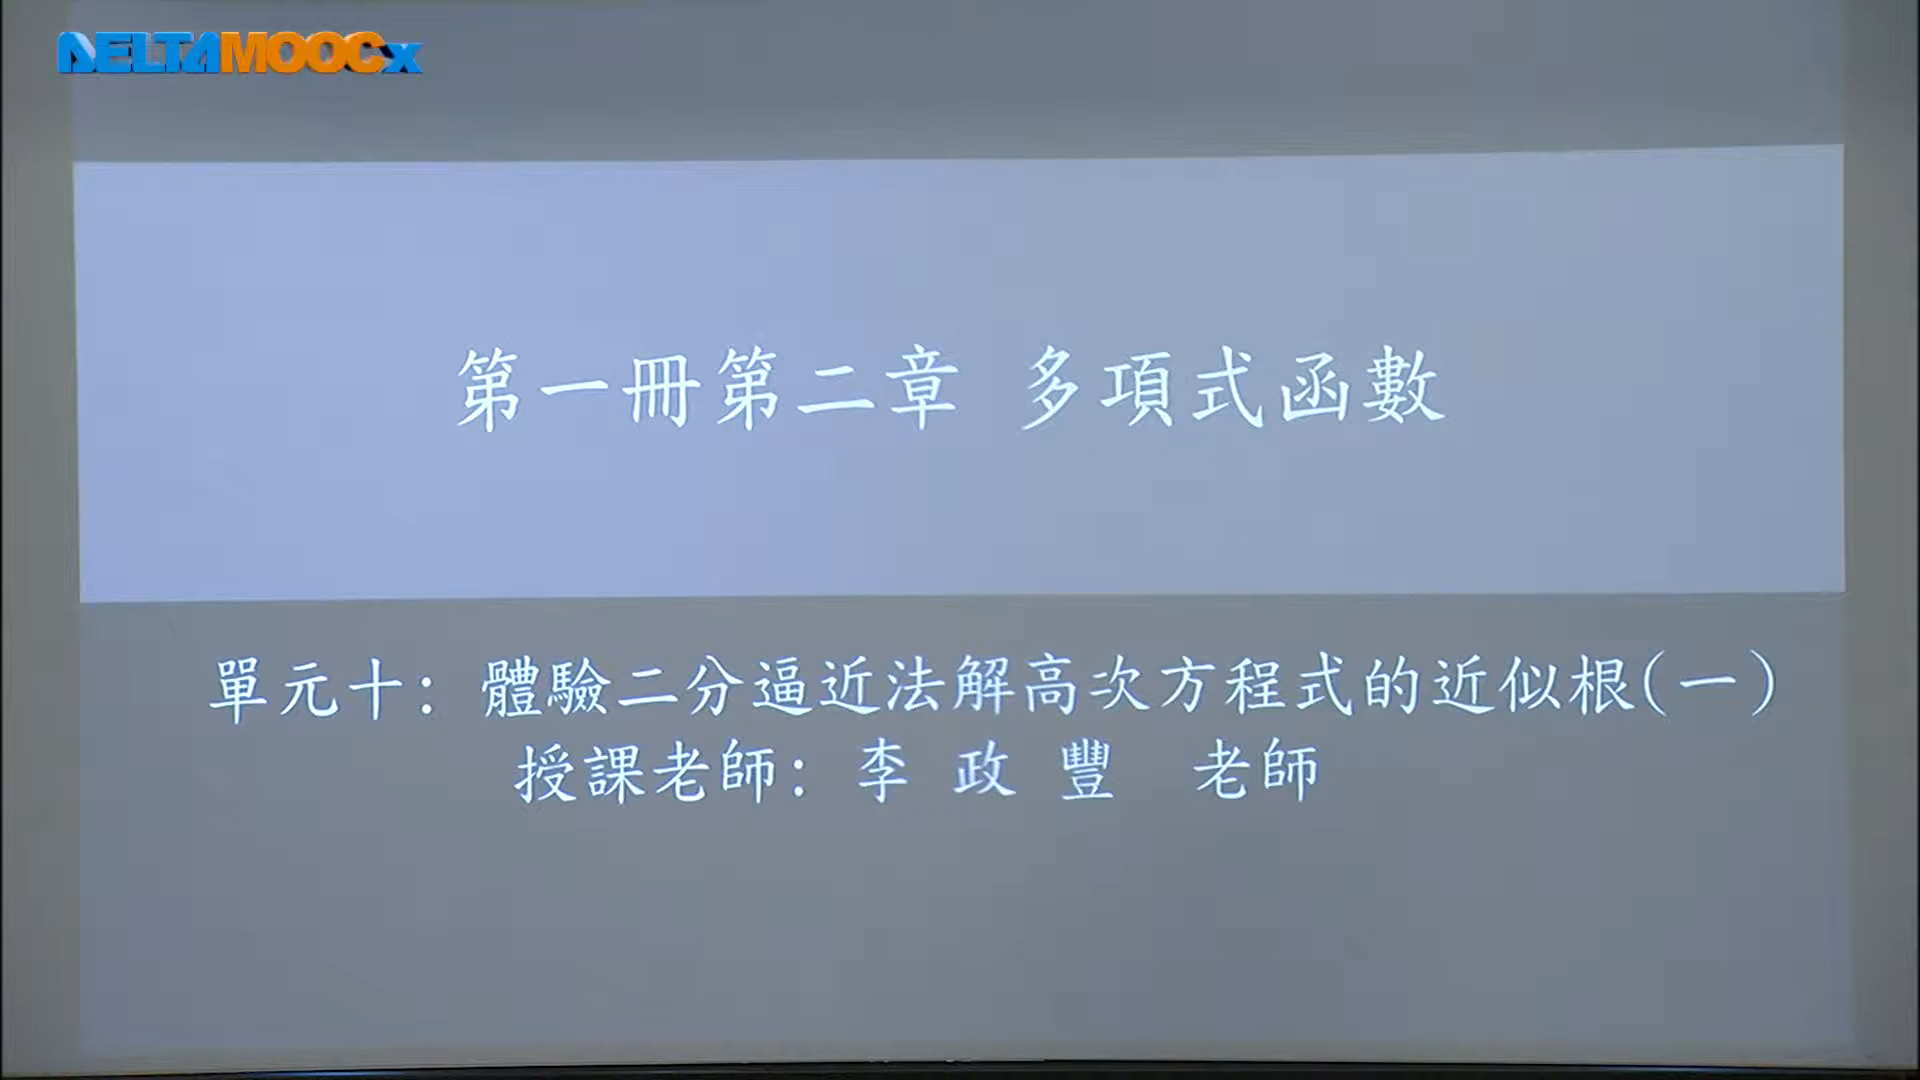 DELTAMOOCx
第一冊第二章 多項式函數
單元十：體驗二分逼近法解高次方程式的近似根(一)
授課老師：李 政 豐 老師